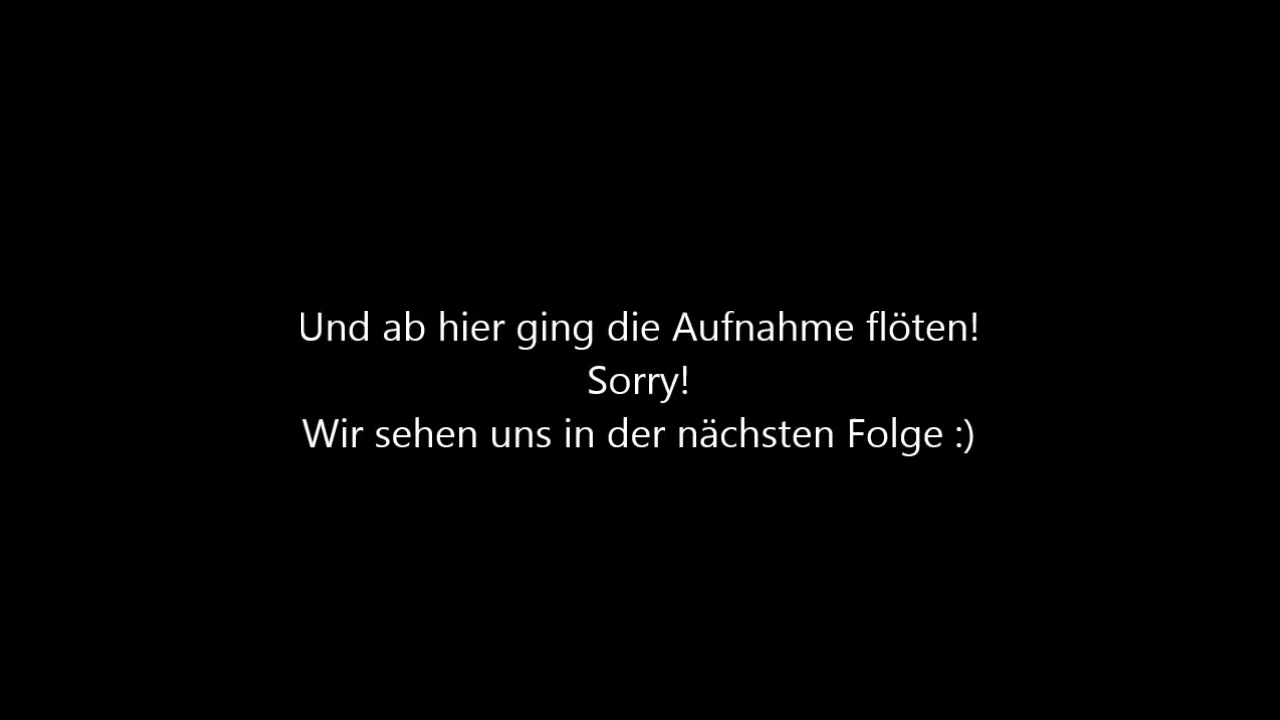 Und ab hier ging die Aufnahme flöten!
Sorry!
Wir sehen uns in der nächsten Folge :)